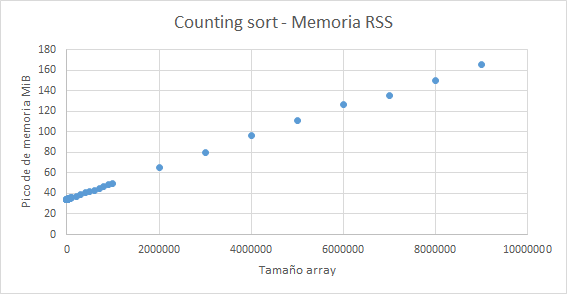 Counting sort - Memoria RSS
Pico de de memoria MiB
180
160
140
120
100
80
60
40
20
0
0 2000000 4000000 6000000 8000000 10000000
Tamaño array